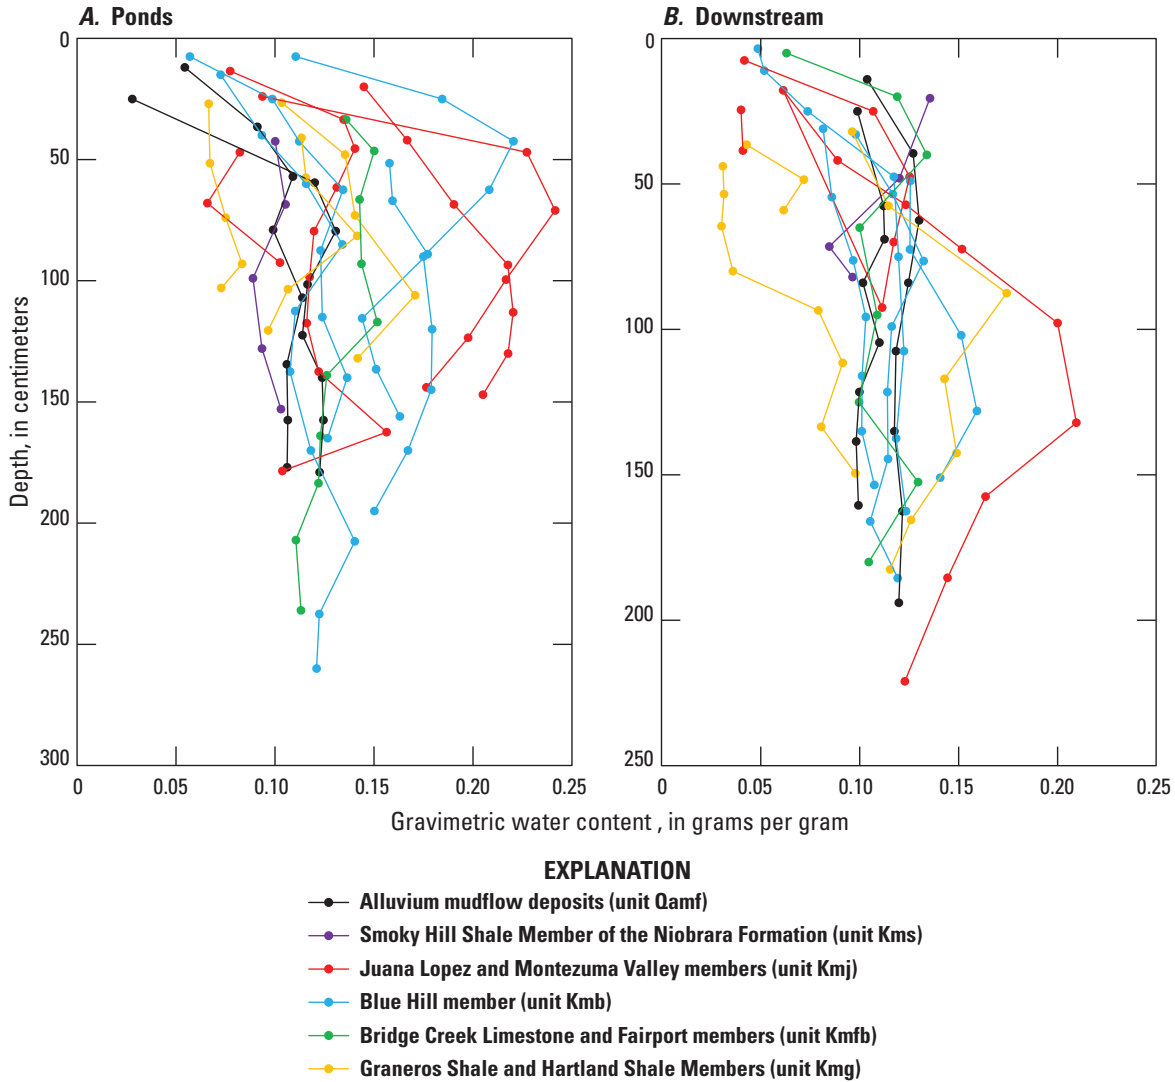 A. Ponds
B. Downstream
Depth, in centimeters
0
50
100
150
200
250
300
0
0.05
0.10
0.15
0.20
0.25
0
50
100
150
200
250
0
0.05
0.10
0.15
0.20
0.25
Gravimetric water content , in grams per gram
EXPLANATION
Alluvium mudflow deposits (unit Qamf)
Smoky Hill Shale Member of the Niobrara Formation (unit Kms)
Juana Lopez and Montezuma Valley members (unit Kmj)
Blue Hill member (unit Kmb)
Bridge Creek Limestone and Fairport members (unit Kmfb)
Graneros Shale and Hartland Shale Members (unit Kmg)